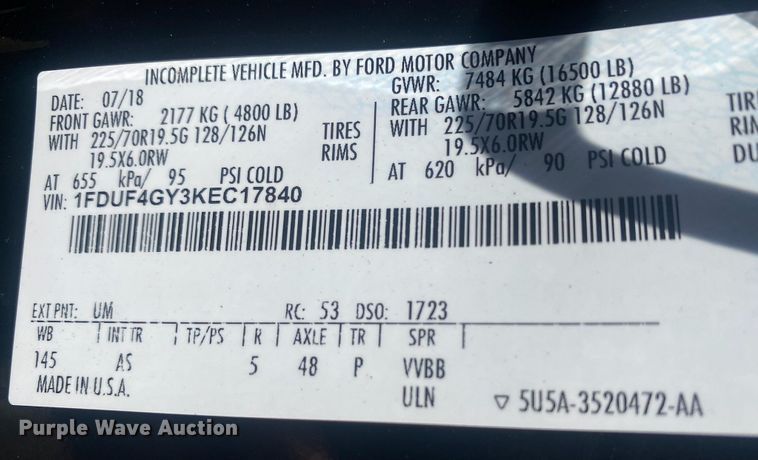 INCOMPLETE VEHICLE MFD. BY FORD MOTOR COMPANY
DATE: 07/18 GVWR: 7484 KG (16500 LB)
FRONT GAWR: 2177 KG ( 4800 LB) REAR GAWR: 5842 KG (12880 LB)
WITH 225/70R19.5G 128/126N TIRES WITH 225/70R19.5G 128/126N TIR
19.5X6.0RW RIMS 19.5X6.0RW RIM
AT 655 kPa/ 95 PSI COLD AT 620 kPa/ 90 PSI COLD DU
VIN: 1FDUF4GY3KEC17840
EXT PNT: UM RC: 53 DSO: 1723
WB | INT TR | TP/PS | R | AXLE | TR | SPR |
145 AS 5 48 P VVBB
MADE IN U.S.A. ULN ▽ 5U5A-3520472-AA
Purple Wave Auction